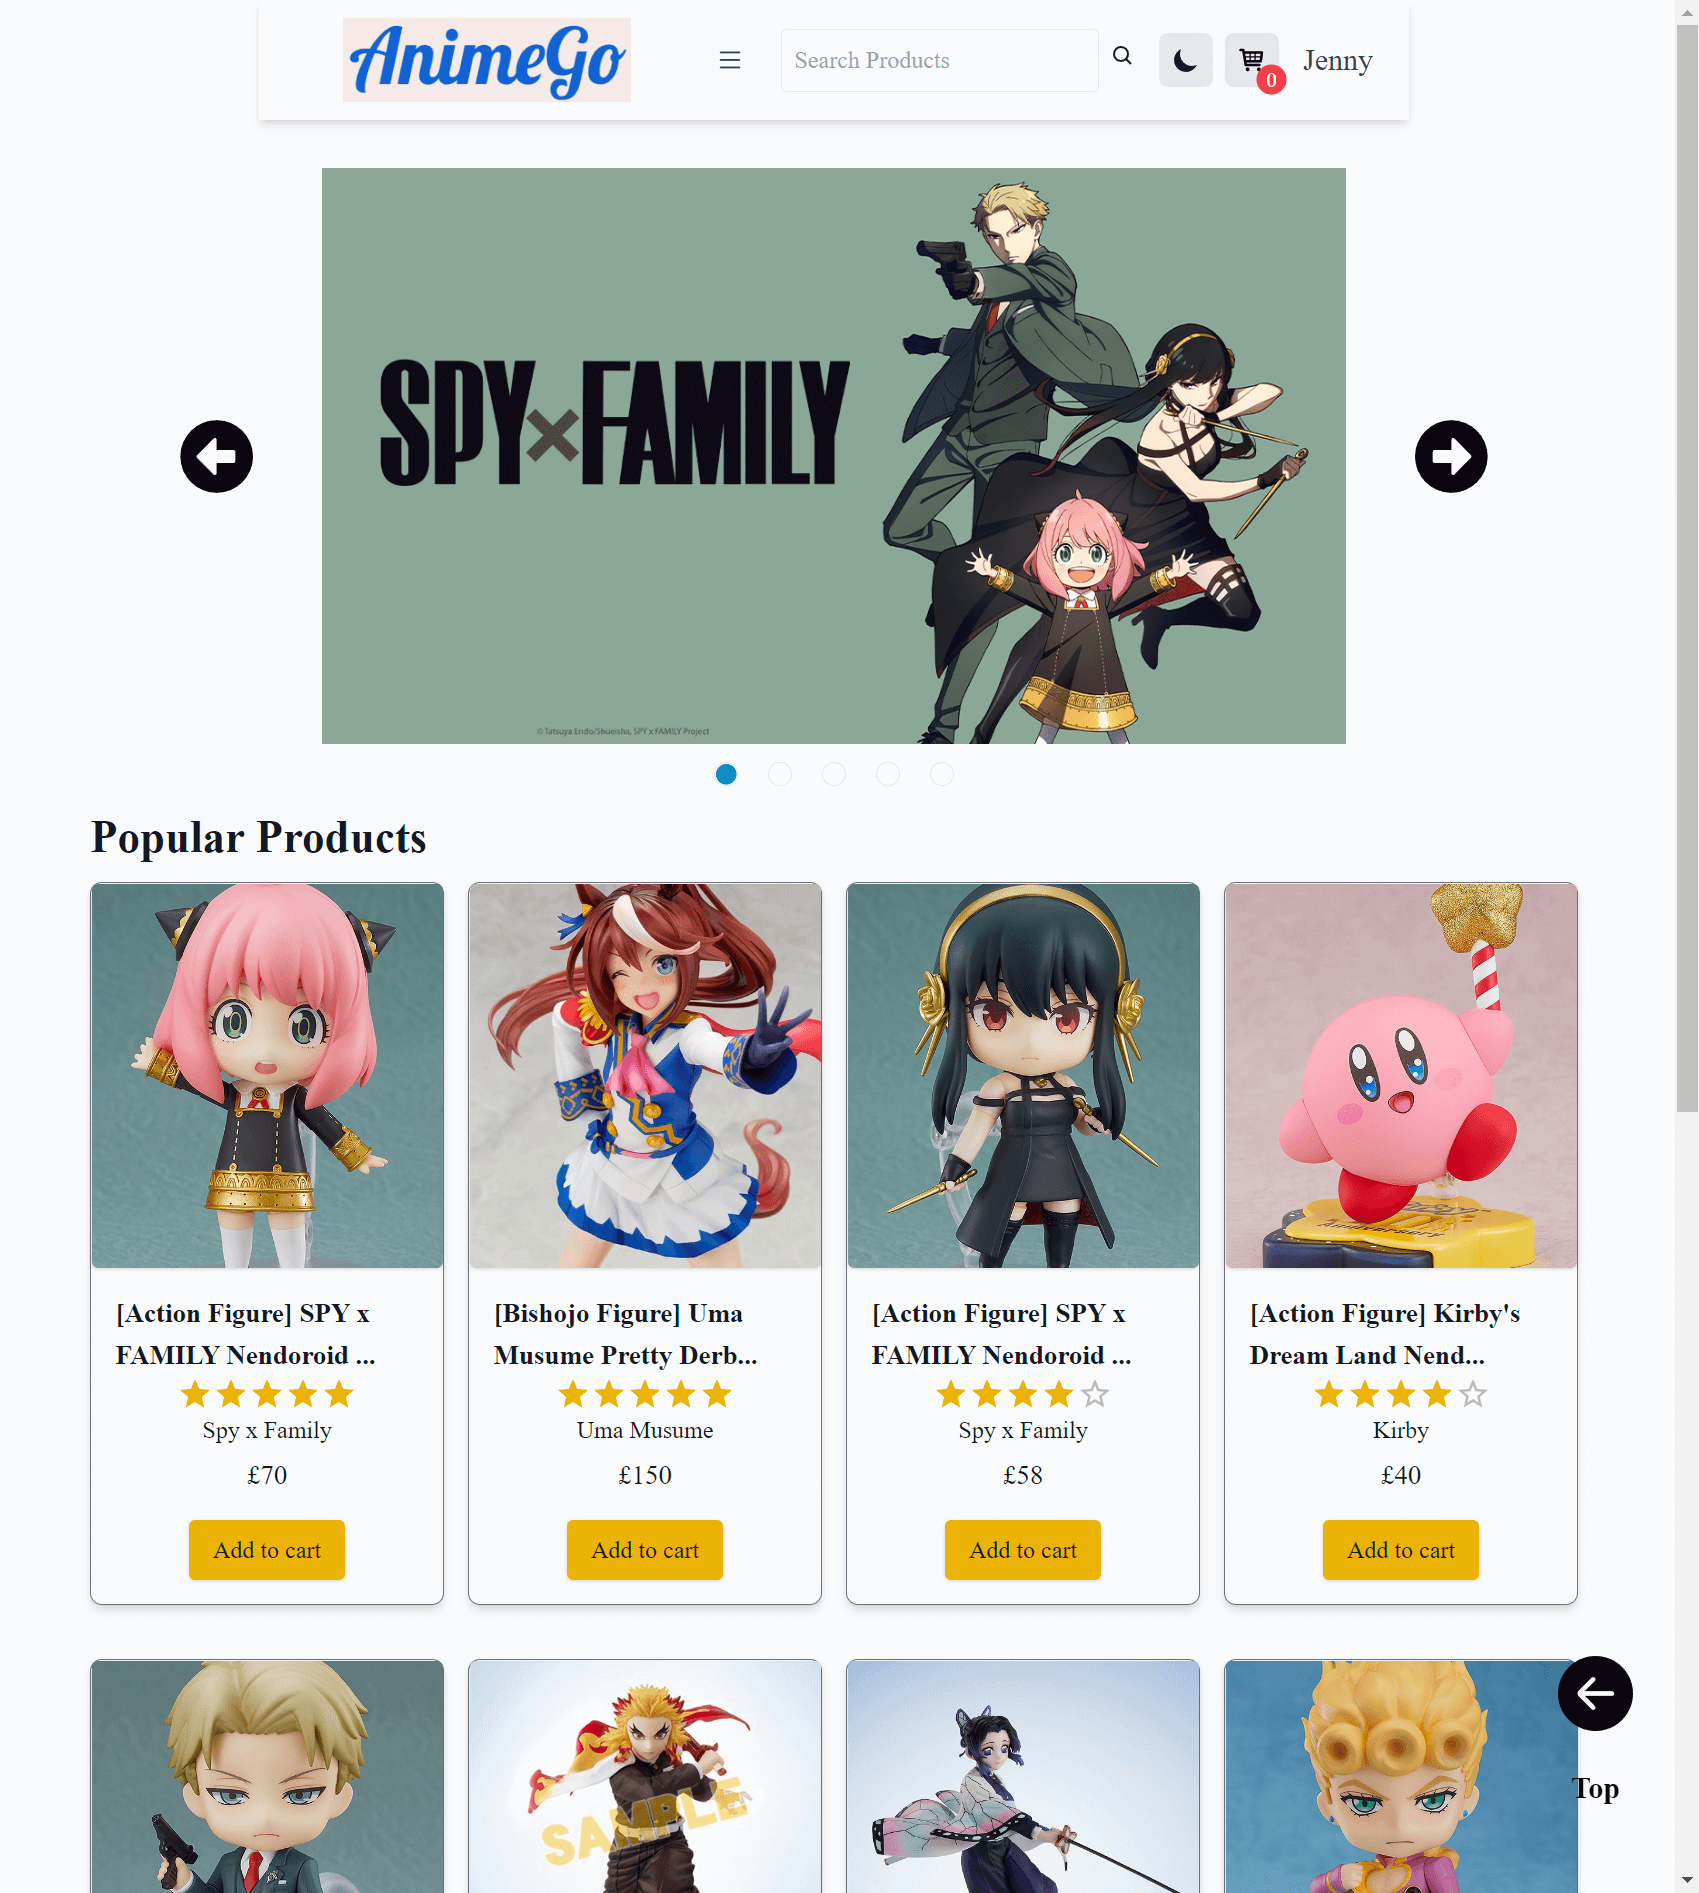 AnimeGo
Search Products
0
Jenny
SPY×FAMILY
© Tatsuya Endo/Shueisha, SPY x FAMILY Project
Popular Products
Anniversary
[Action Figure] SPY x
FAMILY Nendoroid ...
Spy x Family
£70
Add to cart
[Bishojo Figure] Uma
Musume Pretty Derb...
Uma Musume
£150
Add to cart
[Action Figure] SPY x
FAMILY Nendoroid ...
Spy x Family
£58
Add to cart
[Action Figure] Kirby's
Dream Land Nend...
Kirby
£40
Add to cart
SAMPLE
Top